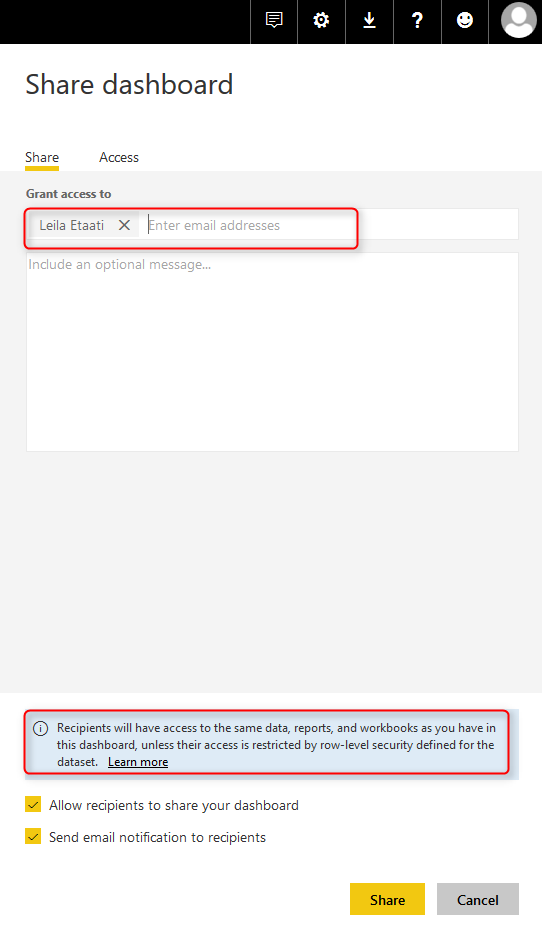 Share dashboard
Share Access
Grant access to
Leila Etaati Enter email addresses
Include an optional message...
Recipients will have access to the same data, reports, and workbooks as you have in
this dashboard, unless their access is restricted by row-level security defined for the
dataset. Learn more
Allow recipients to share your dashboard
Send email notification to recipients
Share Cancel